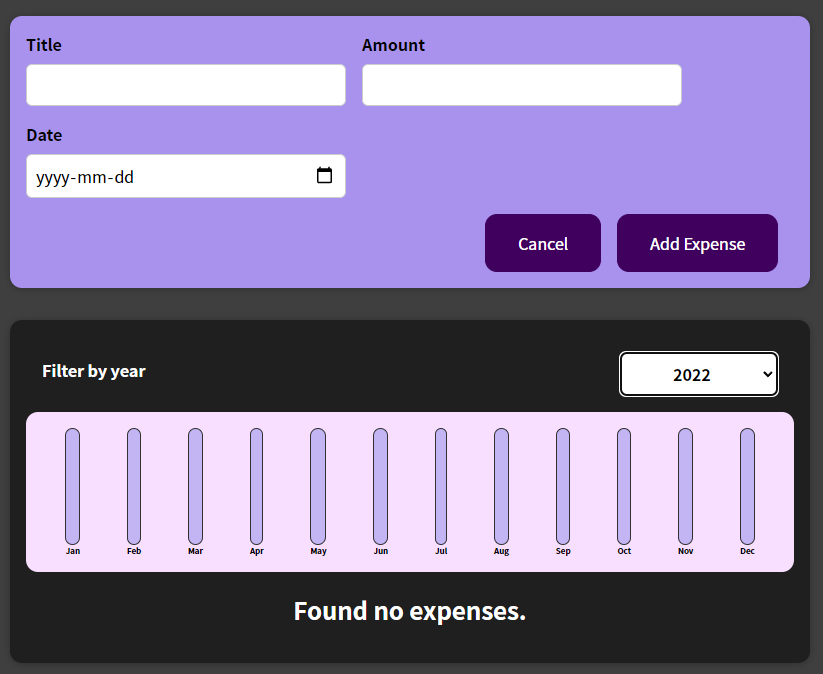 Title Amount
Date
yyyy-mm-dd
Cancel Add Expense
Filter by year 2022
Jan Feb Mar Apr May Jun Jul Aug Sep Oct Nov Dec
Found no expenses.